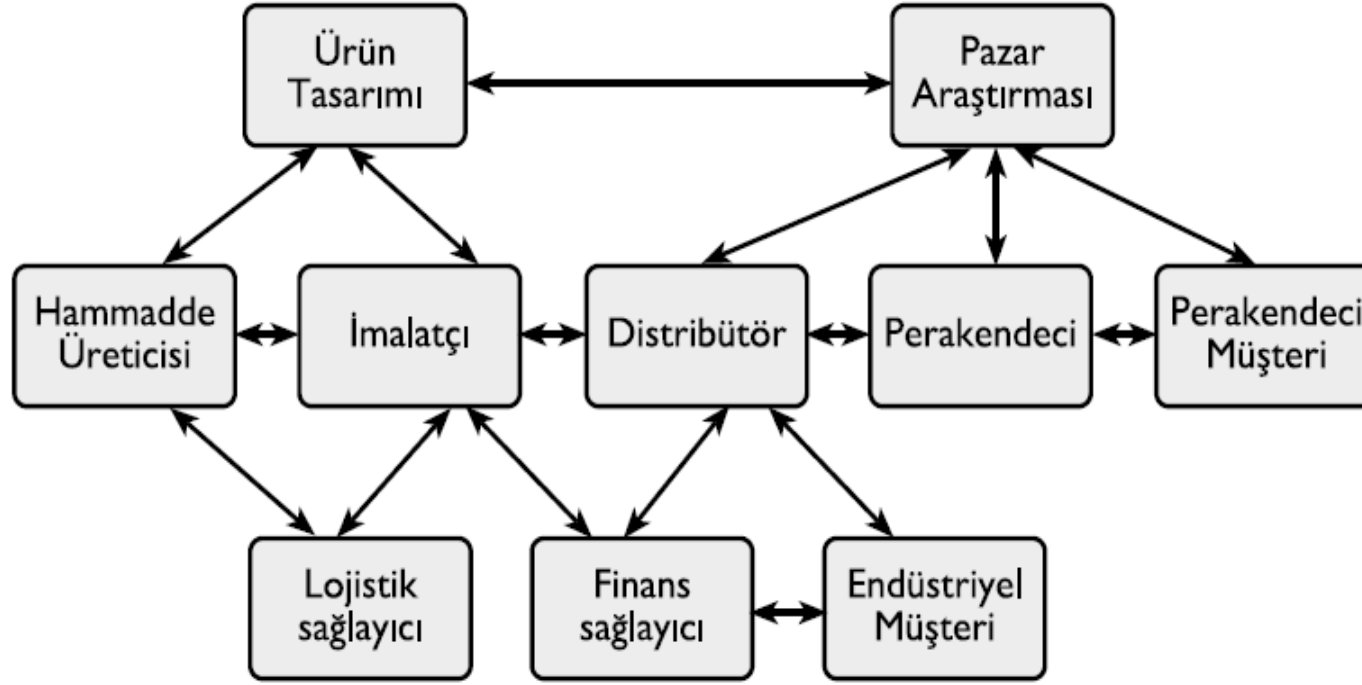 Ürün
Tasarımı
Pazar
Araştırması
Hammadde
Üreticisi
İmalatçı
Distribütör
Perakendeci
Perakendeci
Müşteri
Lojistik
sağlayıcı
Finans
sağlayıcı
Endüstriyel
Müşteri